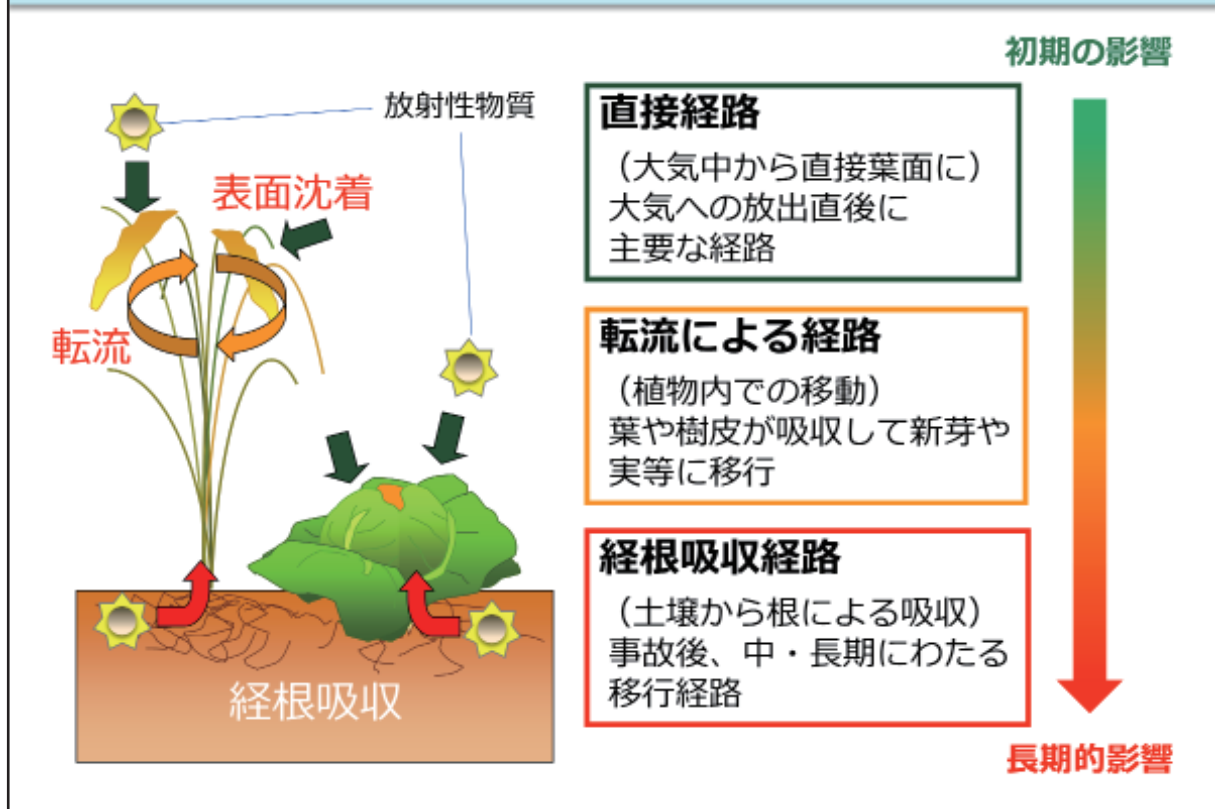 初期の影響
放射性物質
表面沈着
転流
経根吸収
直接経路
（大気中から直接葉面に）
大気への放出直後に
主要な経路
転流による経路
（植物内での移動）
葉や樹皮が吸収して新芽や
実等に移行
経根吸収経路
（土壌から根による吸収）
事故後、中・長期にわたる
移行経路
長期的影響